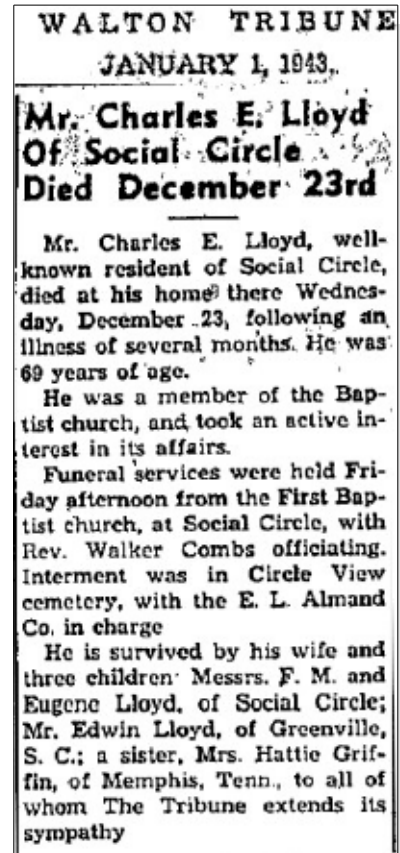 WALTON TRIBUNE
JANUARY 1, 1943.
Mr. Charles E. Lloyd
Of Social Circle
Died December 23rd
Mr. Charles E. Lloyd, well-
known resident of Social Circle,
died at his home there Wednes-
day, December 23, following an
illness of several months. He was
69 years of age.
He was a member of the Bap-
tist church, and took an active in-
terest in its affairs.
Funeral services were held Fri-
day afternoon from the First Bap-
tist church, at Social Circle, with
Rev. Walker Combs officiating.
Interment was in Circle View
cemetery, with the E. L. Almand
Co. in charge
He is survived by his wife and
three children Messrs. F. M. and
Eugene Lloyd, of Social Circle;
Mr. Edwin Lloyd, of Greenville,
S. C.; a sister, Mrs. Hattie Grif-
fin, of Memphis, Tenn., to all of
whom The Tribune extends its
sympathy